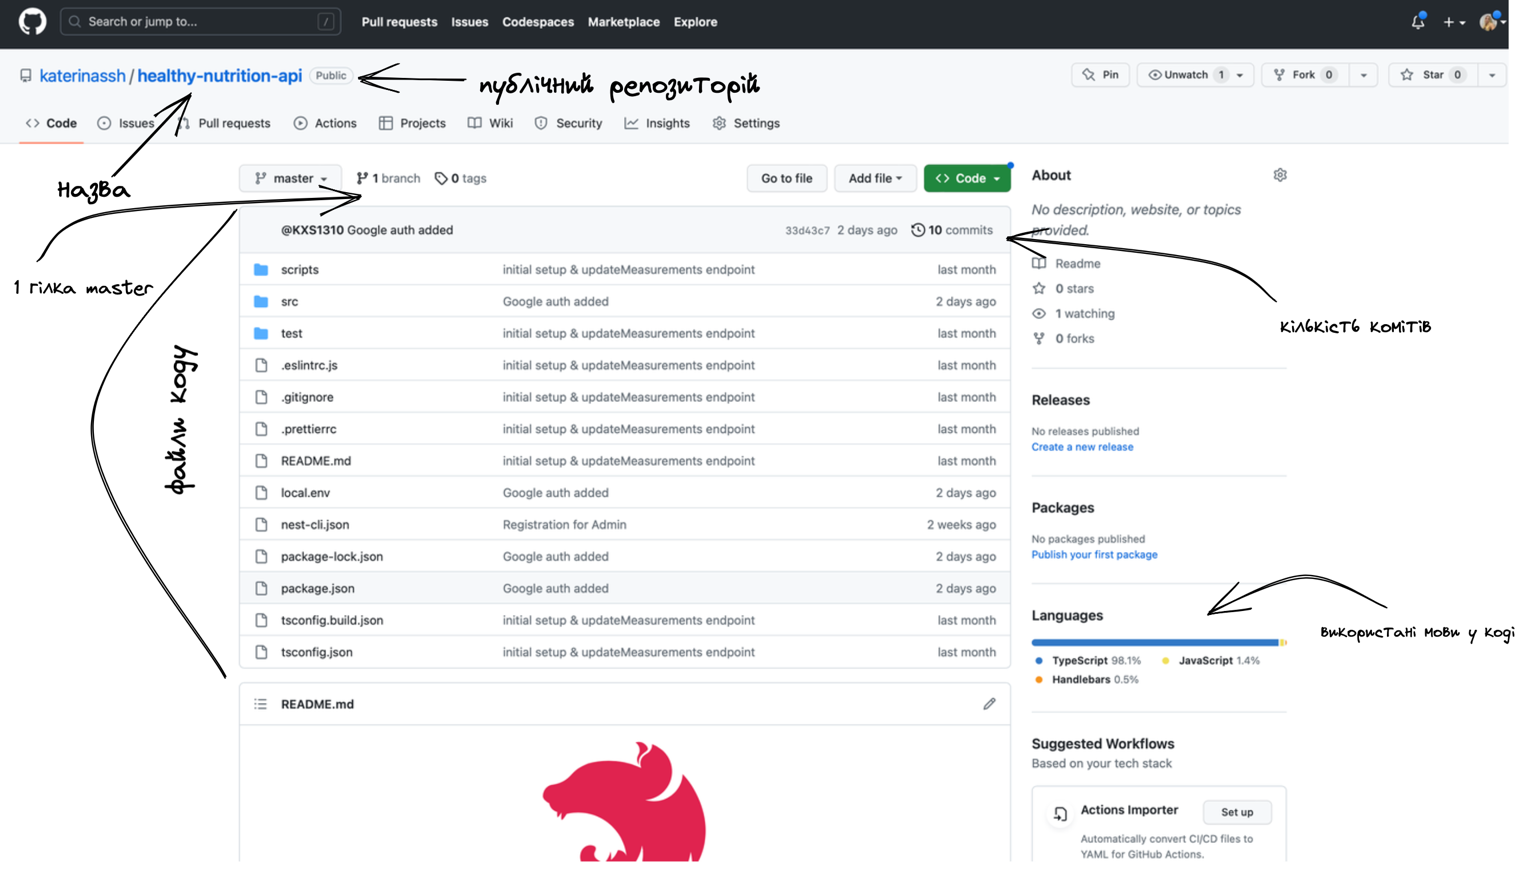 Search or jump to... /
Pull requests Issues Codespaces Marketplace Explore
katerinassh / healthy-nutrition-api Public
публічний репозиторій
Pin Unwatch 1 Fork 0 Star 0
Code Issues Pull requests Actions Projects Wiki Security Insights Settings
Назва
master 1 branch 0 tags Go to file Add file Code
1 гілка master
файли коду
@KXS1310 Google auth added 33d43c7 2 days ago 10 commits
кількість комітів
scripts initial setup & updateMeasurements endpoint last month
src Google auth added 2 days ago
test initial setup & updateMeasurements endpoint last month
.eslintrc.js initial setup & updateMeasurements endpoint last month
.gitignore initial setup & updateMeasurements endpoint last month
.prettierrc initial setup & updateMeasurements endpoint last month
README.md initial setup & updateMeasurements endpoint last month
local.env Google auth added 2 days ago
nest-cli.json Registration for Admin 2 weeks ago
package-lock.json Google auth added 2 days ago
package.json Google auth added 2 days ago
tsconfig.build.json initial setup & updateMeasurements endpoint last month
tsconfig.json initial setup & updateMeasurements endpoint last month
README.md
About
No description, website, or topics
provided.
Readme
0 stars
1 watching
0 forks
Releases
No releases published
Create a new release
Packages
No packages published
Publish your first package
Languages
використані мови у коді
TypeScript 98.1% JavaScript 1.4%
Handlebars 0.5%
Suggested Workflows
Based on your tech stack
Actions Importer Set up
Automatically convert CI/CD files to
YAML for GitHub Actions.